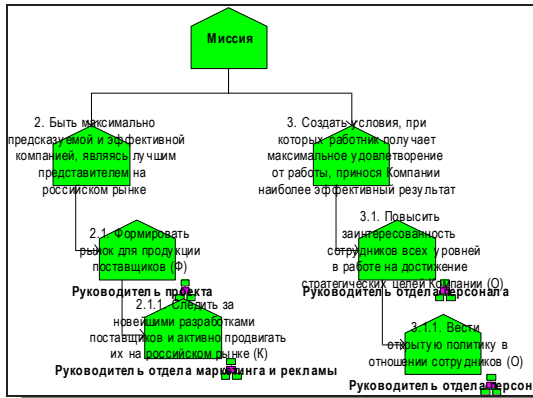 Миссия
2. Быть максимально
предсказуемой и эффективной
компанией, являясь лучшим
представителем на
российском рынке
3. Создать условия, при
которых работник получает
максимальное удовлетворение
от работы, принося Компании
наиболее эффективный результат
2.1. Формировать
рынок для продукции
поставщиков (Ф)
Руководитель проекта
3.1. Повысить
заинтересованность
сотрудников всех уровней
в работе на достижение
стратегических целей Компании (О)
Руководитель отдела персонала
2.1.1. Следить за
новейшими разработками
поставщиков и активно продвигать
их на российском рынке (К)
Руководитель отдела маркетинга и рекламы
3.1.1. Вести
открытую политику в
отношении сотрудников (О)
Руководитель отдела персон